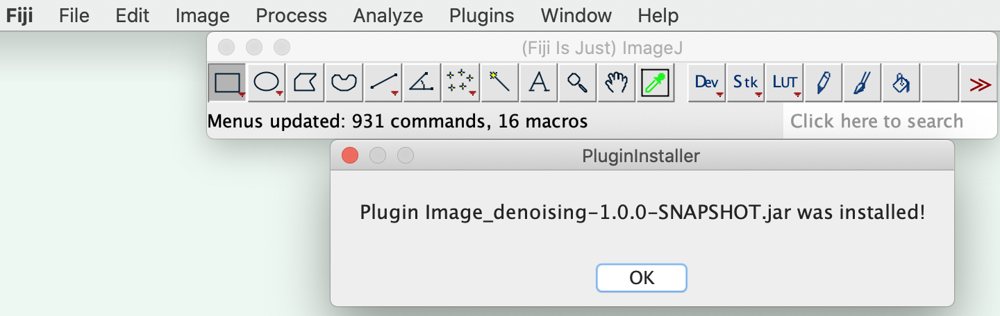 Fiji File Edit Image Process Analyze Plugins Window Help
(Fiji Is Just) ImageJ
A Dev Stk LUT >>
Menus updated: 931 commands, 16 macros Click here to search
PluginInstaller
Plugin Image_denoising-1.0.0-SNAPSHOT.jar was installed!
OK